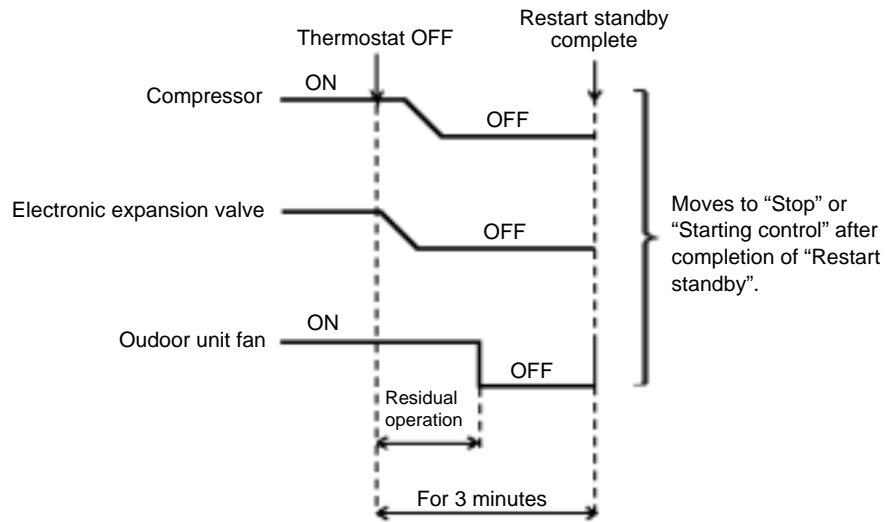 Thermostat OFF
Restart standby
complete
Compressor
ON
OFF
Electronic expansion valve
OFF
Moves to “Stop” or
“Starting control” after
completion of “Restart
standby”.
Oudoor unit fan
ON
OFF
Residual
operation
For 3 minutes